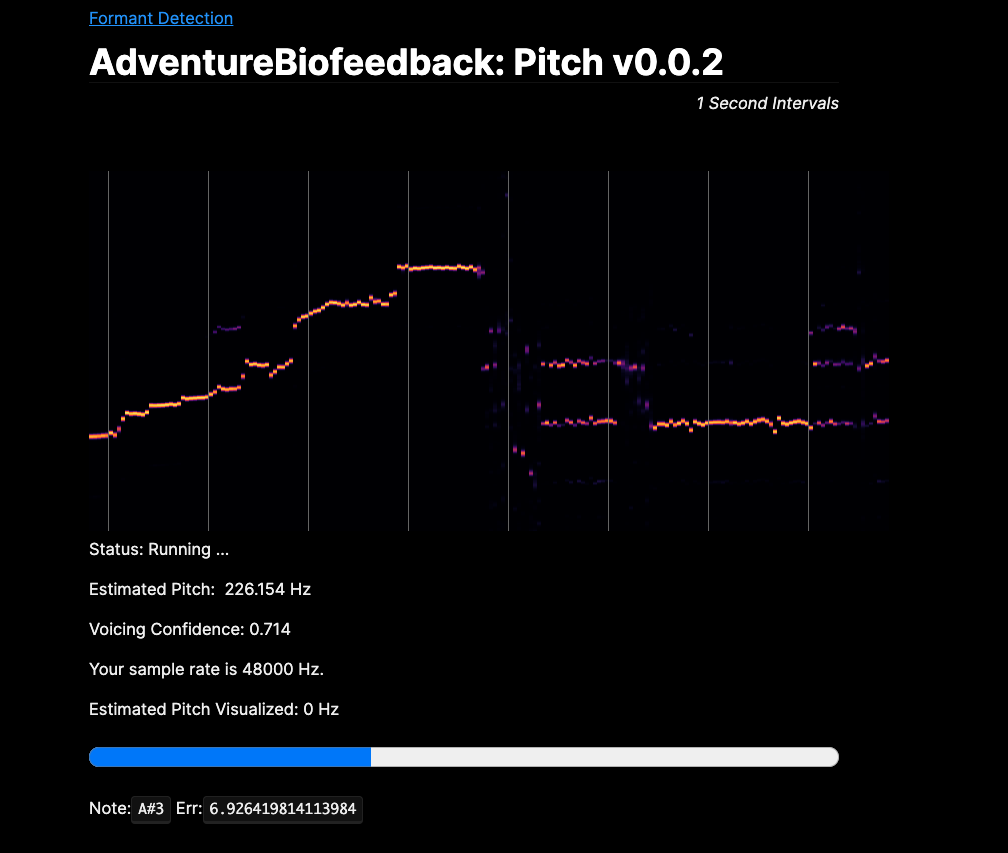 Formant Detection
AdventureBiofeedback: Pitch v0.0.2
1 Second Intervals
Status: Running ...
Estimated Pitch: 226.154 Hz
Voicing Confidence: 0.714
Your sample rate is 48000 Hz.
Estimated Pitch Visualized: 0 Hz
Note: A#3 Err: 6.926419814113984